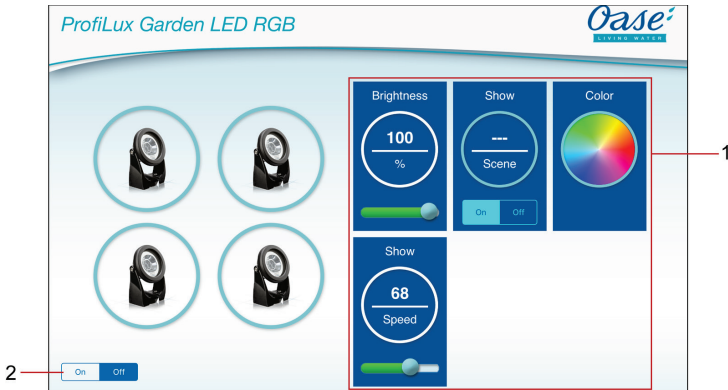 ProfiLux Garden LED RGB
Oase
LIVING WATER
Brightness
100
%
Show
---
Scene
On Off
Color
1
Show
68
Speed
2
On Off